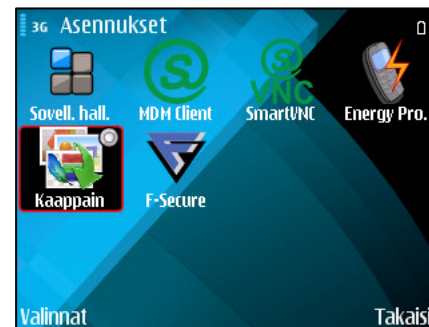 3G Asennukset
Sovell. hall. MDM Client SmartVNC Energy Pro.
Kaappain F-Secure
Valinnat Takaisi